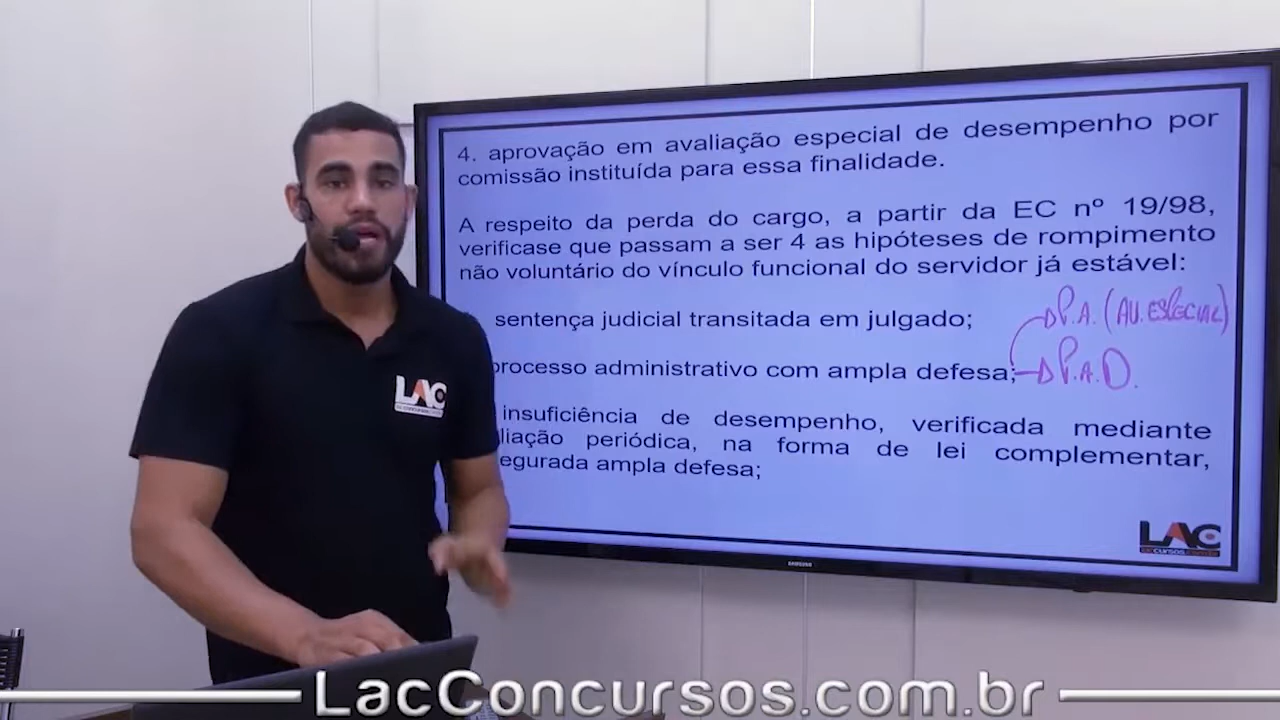 4. aprovação em avaliação especial de desempenho por
comissão instituída para essa finalidade.
A respeito da perda do cargo, a partir da EC nº 19/98,
verificase que passam a ser 4 as hipóteses de rompimento
não voluntário do vínculo funcional do servidor já estável:
sentença judicial transitada em julgado;
P.A. (AV. ESPECIAL)
processo administrativo com ampla defesa;
P.A.D.
insuficiência de desempenho, verificada mediante
liação periódica, na forma de lei complementar,
egurada ampla defesa;
LAC
LAC
SAMSUNG
LacConcursos.com.br